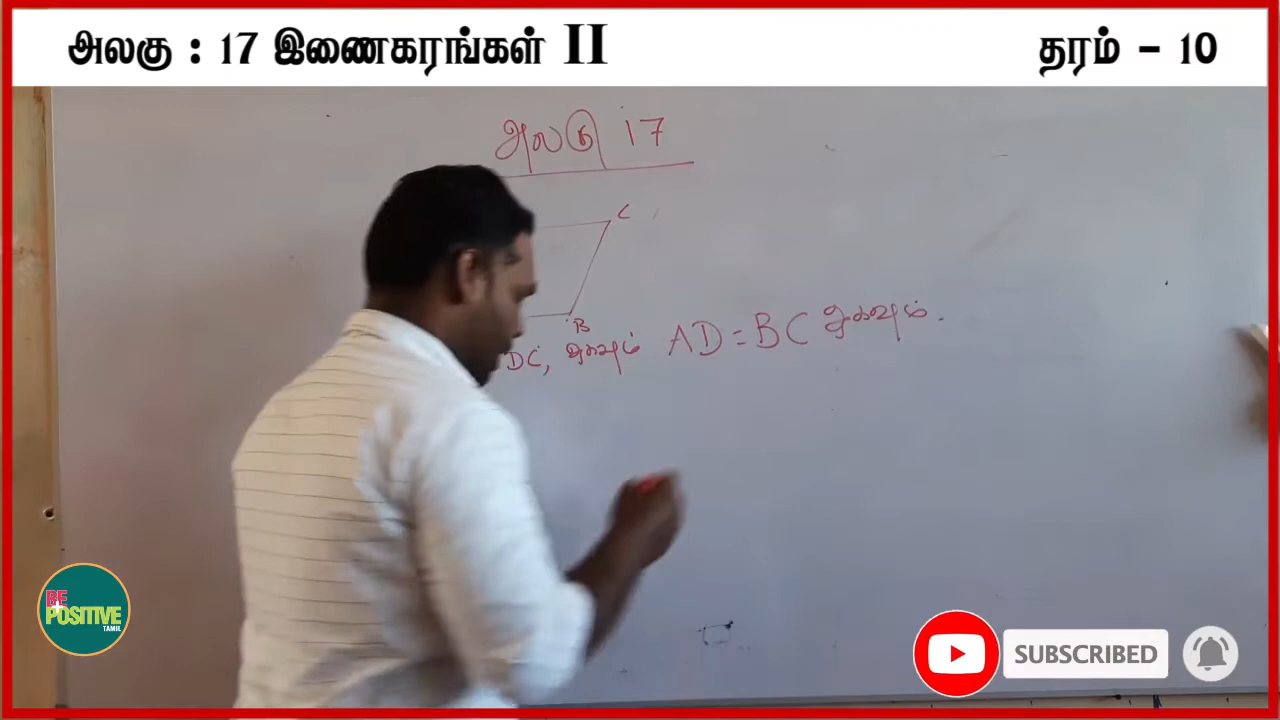 அலகு : 17 இணைகரங்கள் II
தரம் - 10
அலகு 17
C
B
DC, ஆகவும் AD = BC ஆகவும்.
BE
POSITIVE
TAMIL
SUBSCRIBED